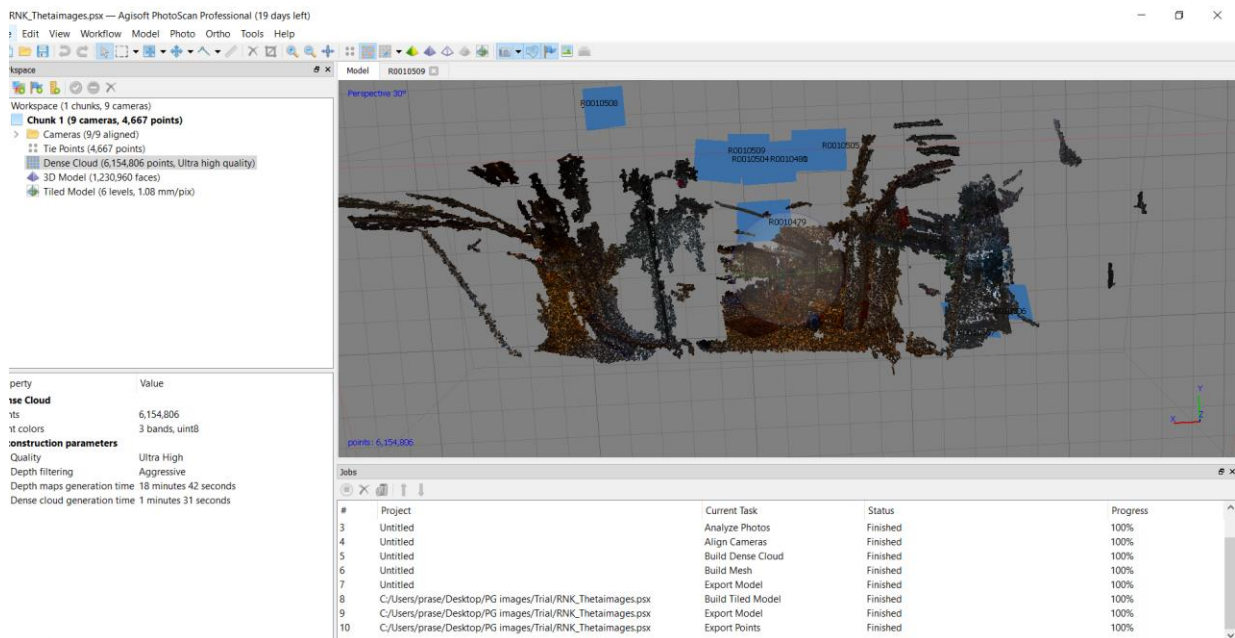 RNK_Thetaimages.psx — Agisoft PhotoScan Professional (19 days left)
Edit View Workflow Model Photo Ortho Tools Help
Workspace (1 chunks, 9 cameras)
Chunk 1 (9 cameras, 4,667 points)
Cameras (9/9 aligned)
Tie Points (4,667 points)
Dense Cloud (6,154,806 points, Ultra high quality)
3D Model (1,230,960 faces)
Tiled Model (6 levels, 1.08 mm/pix)
perty Value
nse Cloud
nts 6,154,806
nt colors 3 bands, uint8
construction parameters
Quality Ultra High
Depth filtering Aggressive
Depth maps generation time 18 minutes 42 seconds
Dense cloud generation time 1 minutes 31 seconds
Model R0010509
Perspective 30°
R0010508
R0010509
R0010505
R0010504
R0010479
Y
X Z
points: 6,154,806
Jobs
# Project Current Task Status Progress
3 Untitled Analyze Photos Finished 100%
4 Untitled Align Cameras Finished 100%
5 Untitled Build Dense Cloud Finished 100%
6 Untitled Build Mesh Finished 100%
7 Untitled Export Model Finished 100%
8 C:/Users/prase/Desktop/PG images/Trial/RNK_Thetaimages.psx Build Tiled Model Finished 100%
9 C:/Users/prase/Desktop/PG images/Trial/RNK_Thetaimages.psx Export Model Finished 100%
10 C:/Users/prase/Desktop/PG images/Trial/RNK_Thetaimages.psx Export Points Finished 100%